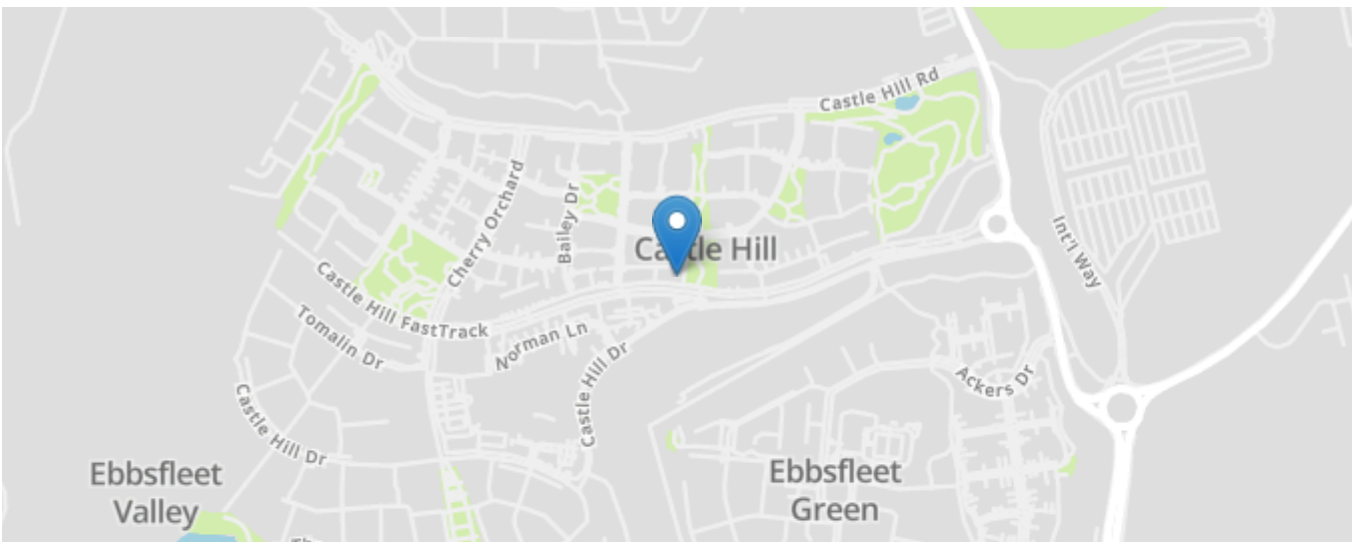 Castle Hill Rd
Cherry Orchard
Bailey Dr
Castle Hill
Int'l Way
Castle Hill FastTrack
Tomalin Dr
Norman Ln
Castle Hill Dr
Ackers Dr
Castle Hill Dr
Ebbsfleet
Valley
Ebbsfleet
Green